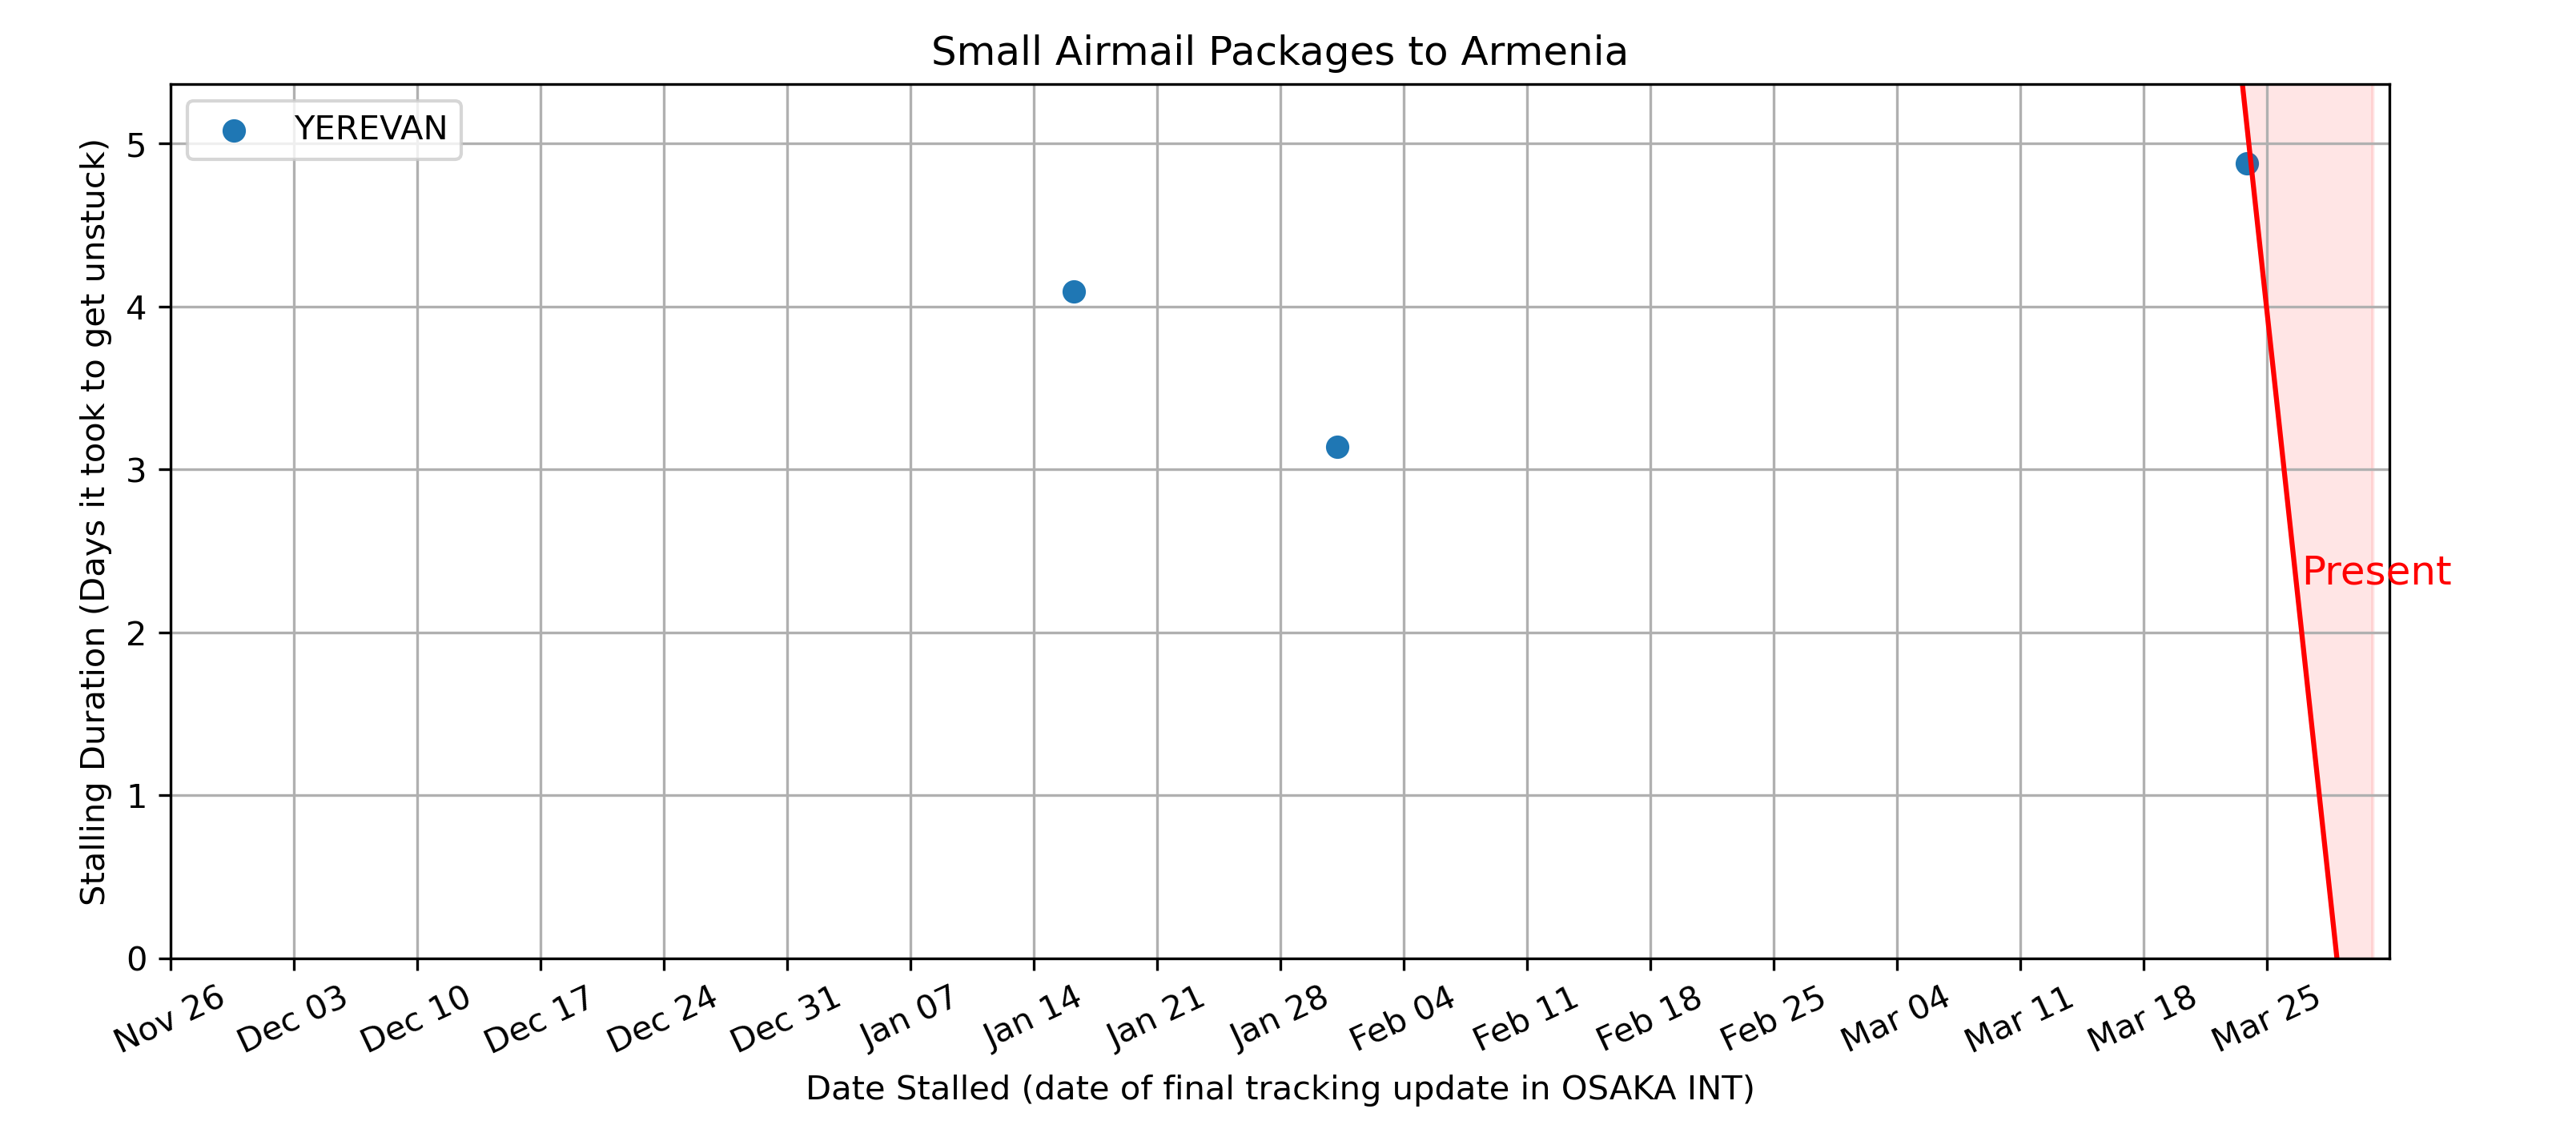 Small Airmail Packages to Armenia
YEREVAN
Stalling Duration (Days it took to get unstuck)
5
4
3
2
1
0
Present
Nov 26 Dec 03 Dec 10 Dec 17 Dec 24 Dec 31 Jan 07 Jan 14 Jan 21 Jan 28 Feb 04 Feb 11 Feb 18 Feb 25 Mar 04 Mar 11 Mar 18 Mar 25
Date Stalled (date of final tracking update in OSAKA INT)